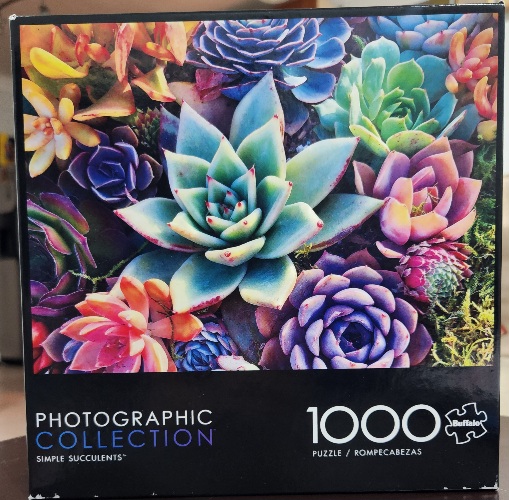 PHOTOGRAPHIC
COLLECTION
SIMPLE SUCCULENTS™
1000
PUZZLE / ROMPECABEZAS
Buffalo